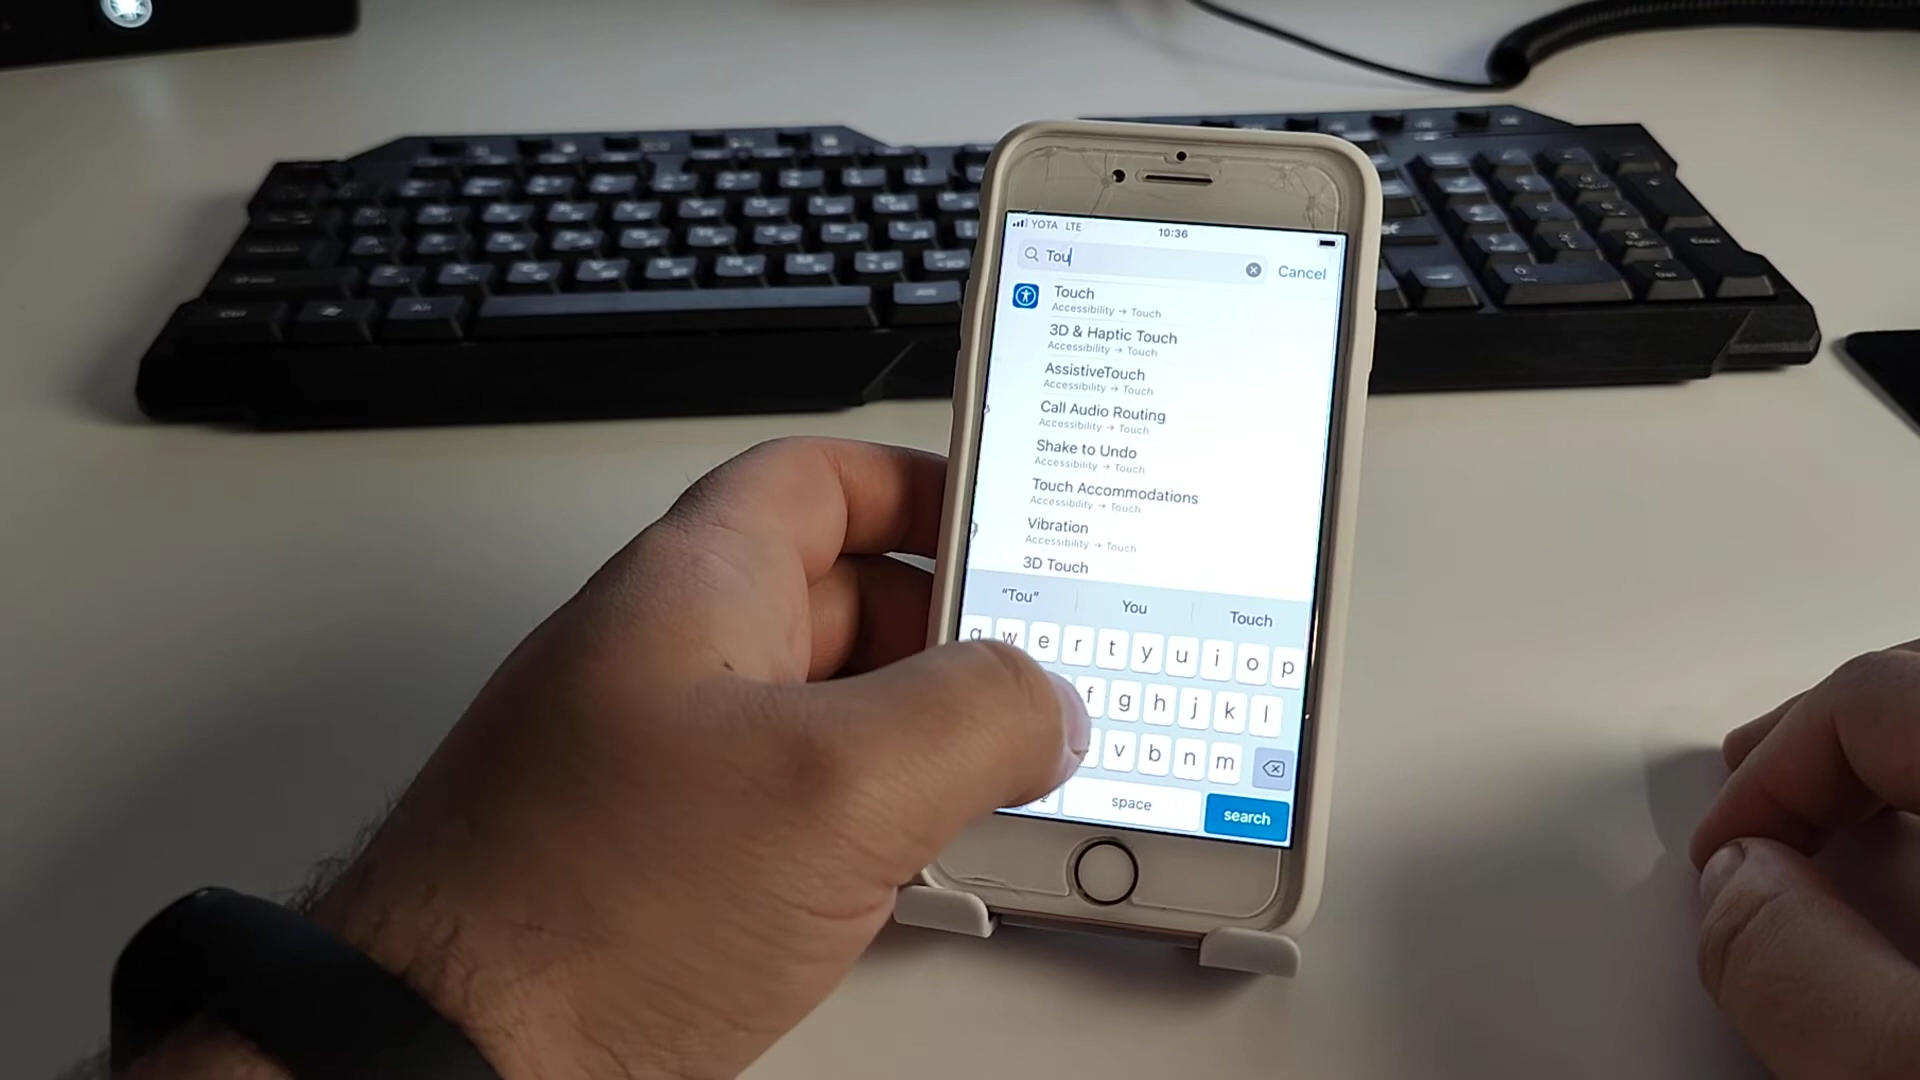 YOTA LTE 10:36
Tou Cancel
Touch
Accessibility → Touch
3D & Haptic Touch
Accessibility → Touch
AssistiveTouch
Accessibility → Touch
Call Audio Routing
Accessibility → Touch
Shake to Undo
Accessibility → Touch
Touch Accommodations
Accessibility → Touch
Vibration
Accessibility → Touch
3D Touch
“Tou” You Touch
q w e r t y u i o p
f g h j k l
v b n m
space search